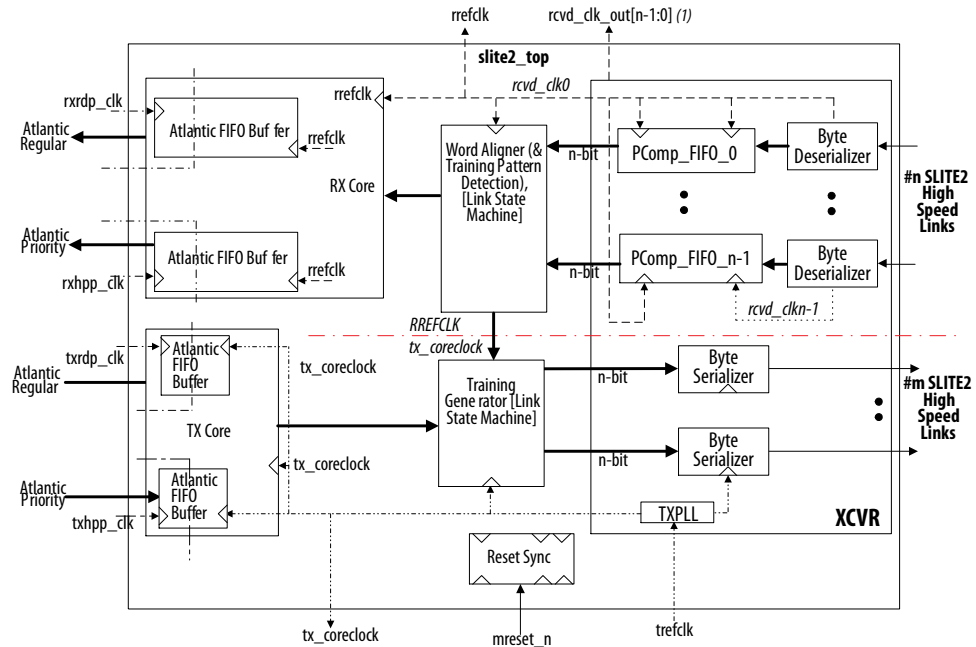 rrefclk
rcvd_clk_out[n-1:0] (1)
slite2_top
rxrdp_clk
Atlantic
Regular
Atlantic FIFO Buf fer
rrefclk
rrefclk
RX Core
Atlantic
Priority
Atlantic FIFO Buf fer
rrefclk
rxhpp_clk
rcvd_clk0
Word Aligner (&
Training Pattern
Detection),
[Link State
Machine]
n-bit
PComp_FIFO_0
Byte
Deserializer
#n SLITE2
High
Speed
Links
n-bit
PComp_FIFO_n-1
Byte
Deserializer
rcvd_clkn-1
RREFCLK
tx_coreclock
txrdp_clk
Atlantic
FIFO
Buffer
tx_coreclock
Atlantic
Regular
TX Core
tx_coreclock
Atlantic
Priority
Atlantic
FIFO
Buffer
txhpp_clk
Training
Gene rator [Link
State Machine]
n-bit
Byte
Serializer
n-bit
Byte
Serializer
#m SLITE2
High
Speed
Links
TXPLL
XCVR
Reset Sync
tx_coreclock
mreset_n
trefclk